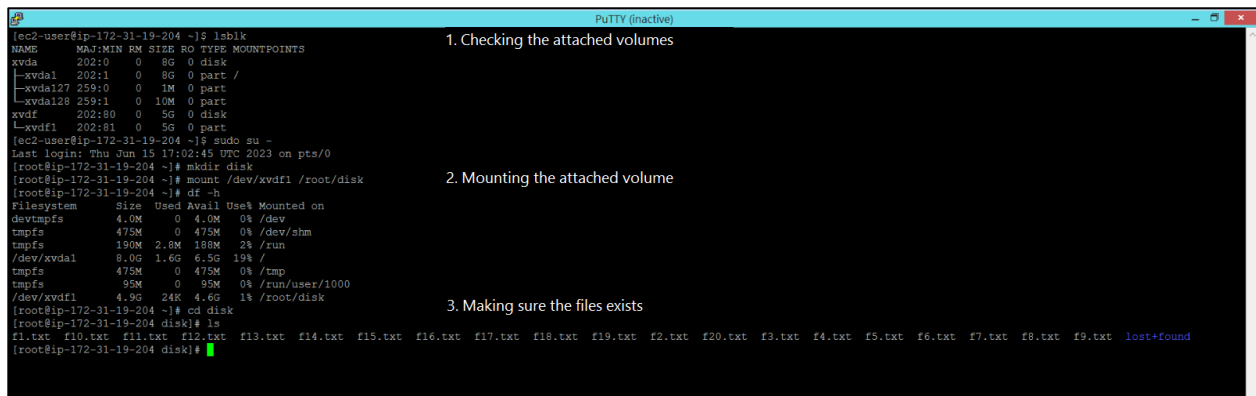 PuTTY (inactive)
[ec2-user@ip-172-31-19-204 ~]$ lsblk
1. Checking the attached volumes
NAME MAJ:MIN RM SIZE RO TYPE MOUNTPOINTS
xvda 202:0 0 8G 0 disk
├─xvda1 202:1 0 8G 0 part /
├─xvda127 259:0 0 1M 0 part
└─xvda128 259:1 0 10M 0 part
xvdf 202:80 0 5G 0 disk
└─xvdf1 202:81 0 5G 0 part
[ec2-user@ip-172-31-19-204 ~]$ sudo su -
Last login: Thu Jun 15 17:02:45 UTC 2023 on pts/0
[root@ip-172-31-19-204 ~]# mkdir disk
[root@ip-172-31-19-204 ~]# mount /dev/xvdf1 /root/disk
2. Mounting the attached volume
[root@ip-172-31-19-204 ~]# df -h
Filesystem Size Used Avail Use% Mounted on
devtmpfs 4.0M 0 4.0M 0% /dev
tmpfs 475M 0 475M 0% /dev/shm
tmpfs 190M 2.8M 188M 2% /run
/dev/xvda1 8.0G 1.6G 6.5G 19% /
tmpfs 475M 0 475M 0% /tmp
tmpfs 95M 0 95M 0% /run/user/1000
/dev/xvdf1 4.9G 24K 4.6G 1% /root/disk
3. Making sure the files exists
[root@ip-172-31-19-204 ~]# cd disk
[root@ip-172-31-19-204 disk]# ls
f1.txt f10.txt f11.txt f12.txt f13.txt f14.txt f15.txt f16.txt f17.txt f18.txt f19.txt f2.txt f20.txt f3.txt f4.txt f5.txt f6.txt f7.txt f8.txt f9.txt lost+found
[root@ip-172-31-19-204 disk]#